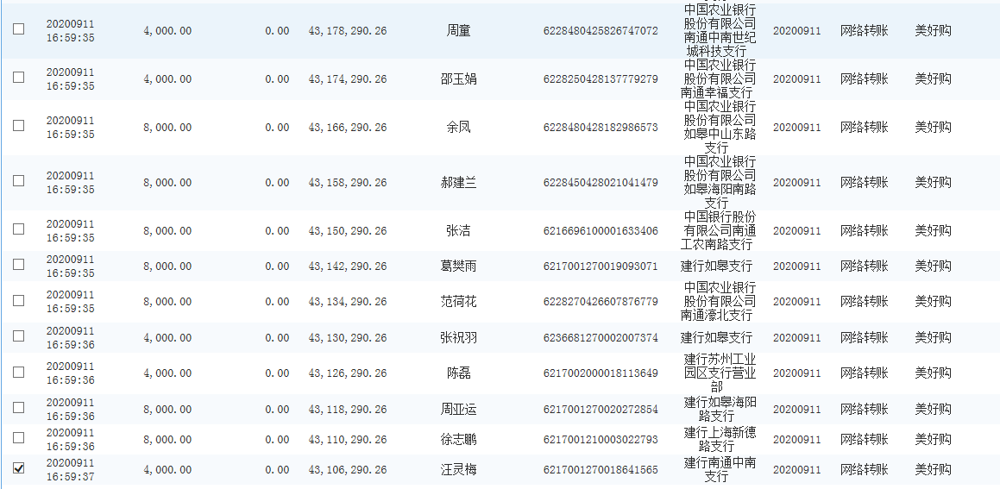 20200911 16:59:35 4,000.00 0.00 43,178,290.26 周童 6228480425826747072 中国农业银行股份有限公司南通中南世纪城科技支行 20200911 网络转账 美好购
20200911 16:59:35 4,000.00 0.00 43,174,290.26 邵玉娟 6228250428137779279 中国农业银行股份有限公司南通幸福支行 20200911 网络转账 美好购
20200911 16:59:35 8,000.00 0.00 43,166,290.26 余凤 6228480428182986573 中国农业银行股份有限公司如皋中山东路支行 20200911 网络转账 美好购
20200911 16:59:35 8,000.00 0.00 43,158,290.26 郝建兰 6228450428021041479 中国农业银行股份有限公司如皋海阳南路支行 20200911 网络转账 美好购
20200911 16:59:35 8,000.00 0.00 43,150,290.26 张洁 6216696100001633406 中国银行股份有限公司南通工农南路支行 20200911 网络转账 美好购
20200911 16:59:35 8,000.00 0.00 43,142,290.26 葛樊雨 6217001270019093071 建行如皋支行 20200911 网络转账 美好购
20200911 16:59:35 8,000.00 0.00 43,134,290.26 范荷花 6228270426607876779 中国农业银行股份有限公司南通濠北支行 20200911 网络转账 美好购
20200911 16:59:36 4,000.00 0.00 43,130,290.26 张祝羽 6236681270002007374 建行如皋支行 20200911 网络转账 美好购
20200911 16:59:36 4,000.00 0.00 43,126,290.26 陈磊 6217002000018113649 建行苏州工业园区支行营业部 20200911 网络转账 美好购
20200911 16:59:36 8,000.00 0.00 43,118,290.26 周亚运 6217001270020272854 建行如皋海阳路支行 20200911 网络转账 美好购
20200911 16:59:36 8,000.00 0.00 43,110,290.26 徐志鹏 6217001210003022793 建行上海新德路支行 20200911 网络转账 美好购
20200911 16:59:37 4,000.00 0.00 43,106,290.26 汪灵梅 6217001270018641565 建行南通中南支行 20200911 网络转账 美好购